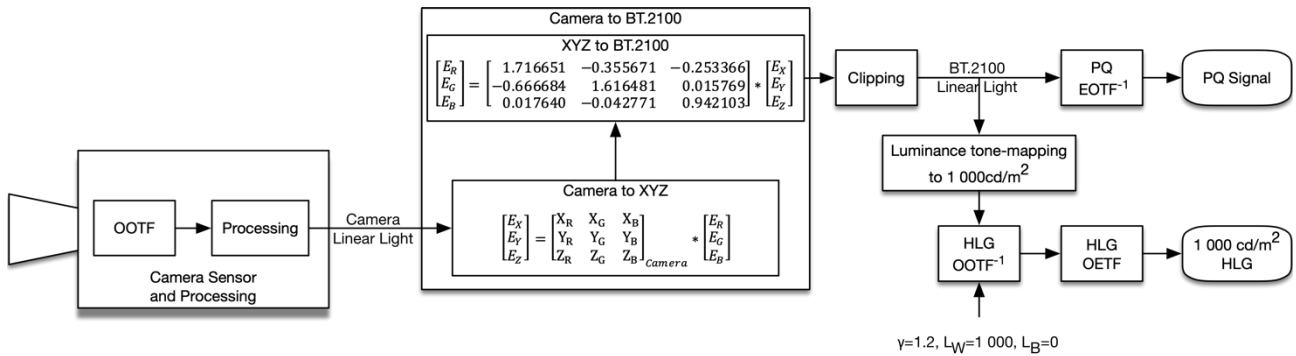 Camera to BT.2100
XYZ to BT.2100
[E_R E_G E_B] = [1.716651 −0.355671 −0.253366
−0.666684 1.616481 0.015769
0.017640 −0.042771 0.942103] * [E_X E_Y E_Z]
Clipping
BT.2100
Linear Light
PQ
EOTF⁻¹
PQ Signal
Luminance tone-mapping
to 1 000cd/m²
Camera to XYZ
[E_X E_Y E_Z] = [X_R X_G X_B
Y_R Y_G Y_B
Z_R Z_G Z_B]_Camera * [E_R E_G E_B]
OOTF
Processing
Camera
Linear Light
Camera Sensor
and Processing
HLG
OOTF⁻¹
HLG
OETF
1 000 cd/m²
HLG
γ=1.2, L_W=1 000, L_B=0